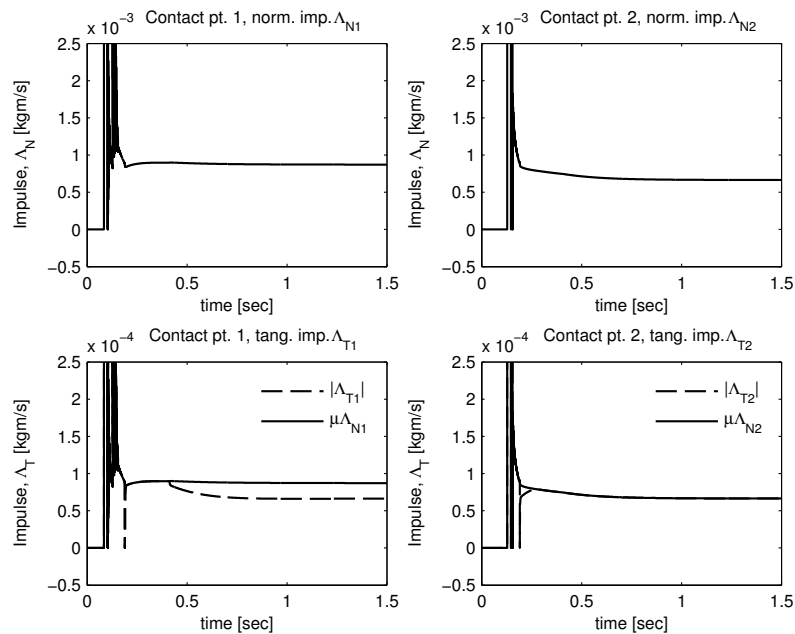 x 10⁻³ Contact pt. 1, norm. imp.Λ_N1
2.5
2
1.5
1
0.5
0
−0.5
Impulse, Λ_N [kgm/s]
0 0.5 1 1.5
time [sec]
x 10⁻³ Contact pt. 2, norm. imp.Λ_N2
2.5
2
1.5
1
0.5
0
−0.5
Impulse, Λ_N [kgm/s]
0 0.5 1 1.5
time [sec]
x 10⁻⁴ Contact pt. 1, tang. imp.Λ_T1
2.5
2
1.5
1
0.5
0
−0.5
Impulse, Λ_T [kgm/s]
|Λ_T1|
μΛ_N1
0 0.5 1 1.5
time [sec]
x 10⁻⁴ Contact pt. 2, tang. imp.Λ_T2
2.5
2
1.5
1
0.5
0
−0.5
Impulse, Λ_T [kgm/s]
|Λ_T2|
μΛ_N2
0 0.5 1 1.5
time [sec]